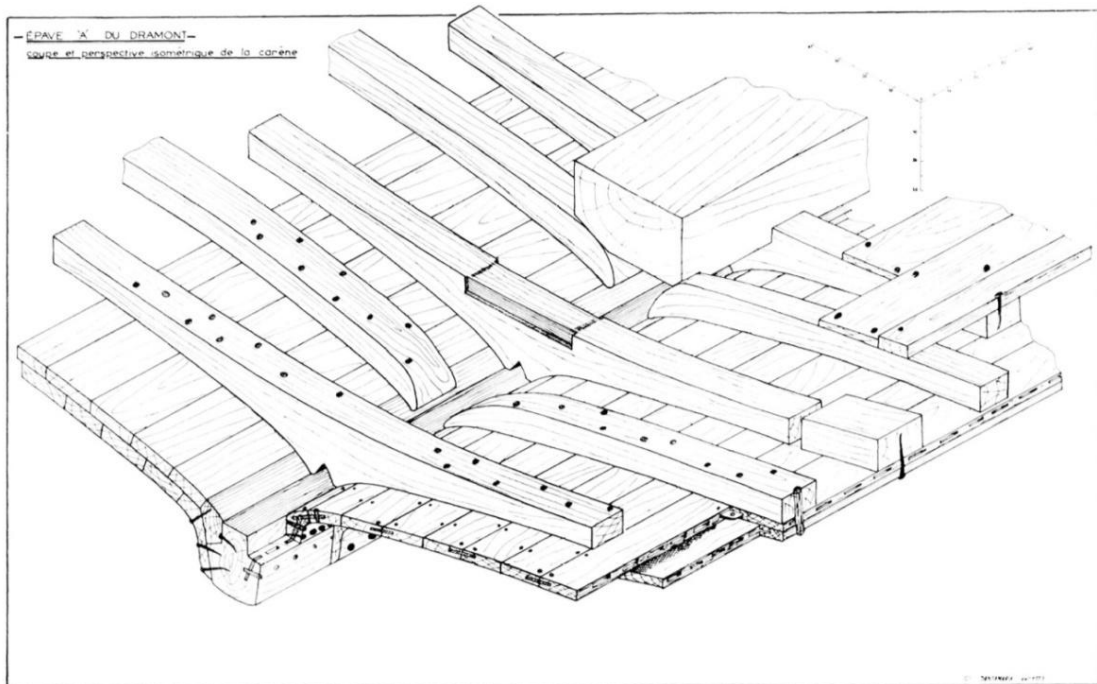 — ÉPAVE 'A' DU DRAMONT —
coupe et perspective isométrique de la carène